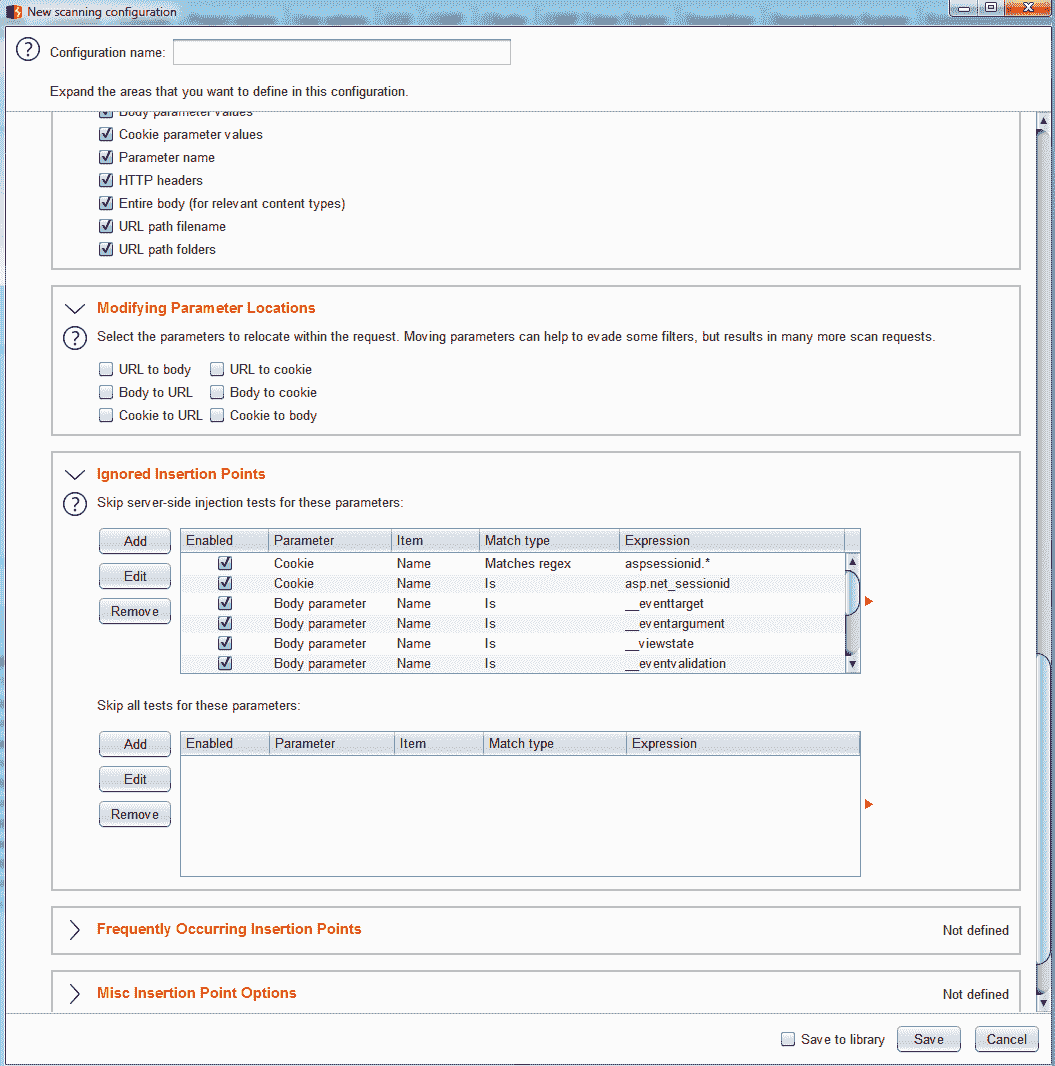 New scanning configuration
Configuration name:
Expand the areas that you want to define in this configuration.
Body parameter values
Cookie parameter values
Parameter name
HTTP headers
Entire body (for relevant content types)
URL path filename
URL path folders
Modifying Parameter Locations
? Select the parameters to relocate within the request. Moving parameters can help to evade some filters, but results in many more scan requests.
URL to body URL to cookie
Body to URL Body to cookie
Cookie to URL Cookie to body
Ignored Insertion Points
? Skip server-side injection tests for these parameters:
Add
Edit
Remove
Enabled Parameter Item Match type Expression
Cookie Name Matches regex aspsessionid.*
Cookie Name Is asp.net_sessionid
Body parameter Name Is __eventtarget
Body parameter Name Is __eventargument
Body parameter Name Is __viewstate
Body parameter Name Is __eventvalidation
Skip all tests for these parameters:
Add
Edit
Remove
Enabled Parameter Item Match type Expression
Frequently Occurring Insertion Points Not defined
Misc Insertion Point Options Not defined
Save to library Save Cancel